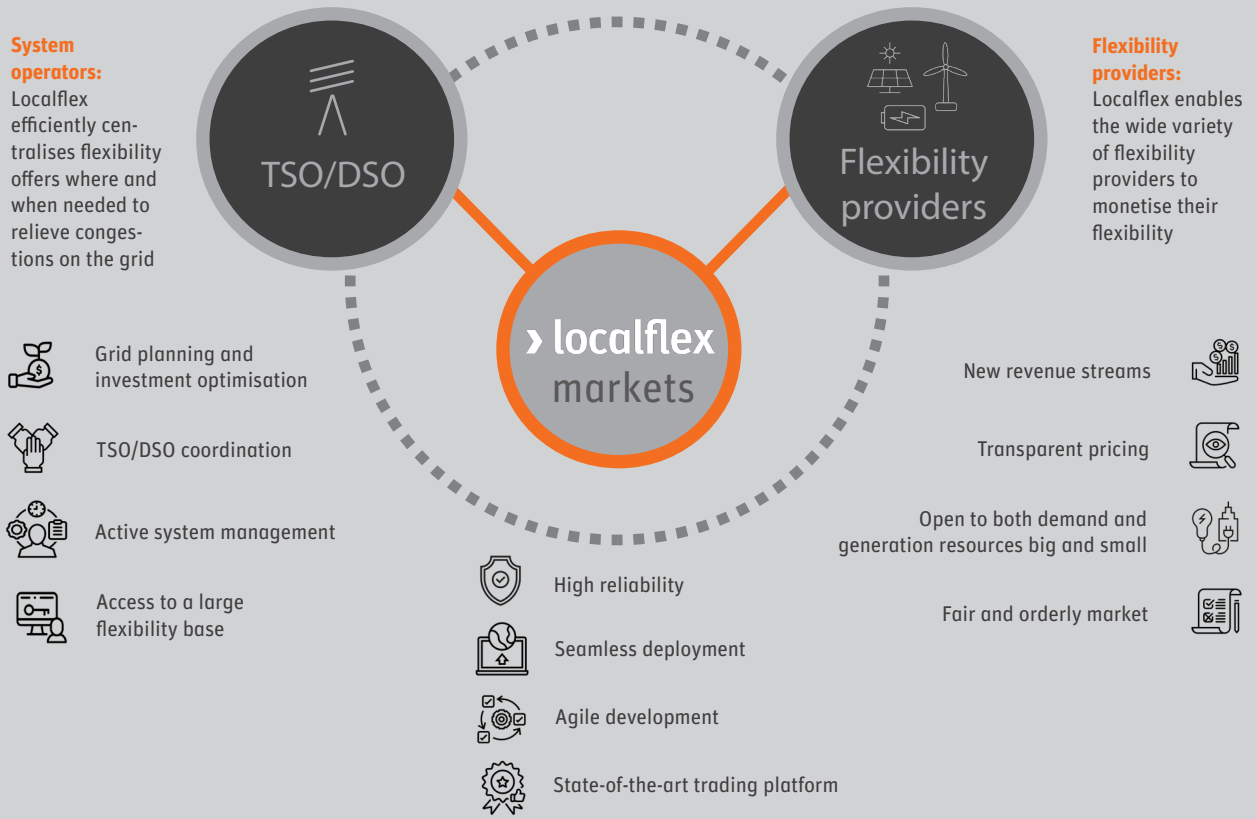 System
operators:
Localflex
efficiently cen-
tralises flexibility
offers where and
when needed to
relieve conges-
tions on the grid
TSO/DSO
Flexibility
providers
Flexibility
providers:
Localflex enables
the wide variety
of flexibility
providers to
monetise their
flexibility
› localflex
markets
Grid planning and
investment optimisation
TSO/DSO coordination
Active system management
Access to a large
flexibility base
High reliability
Seamless deployment
Agile development
State-of-the-art trading platform
New revenue streams
Transparent pricing
Open to both demand and
generation resources big and small
Fair and orderly market